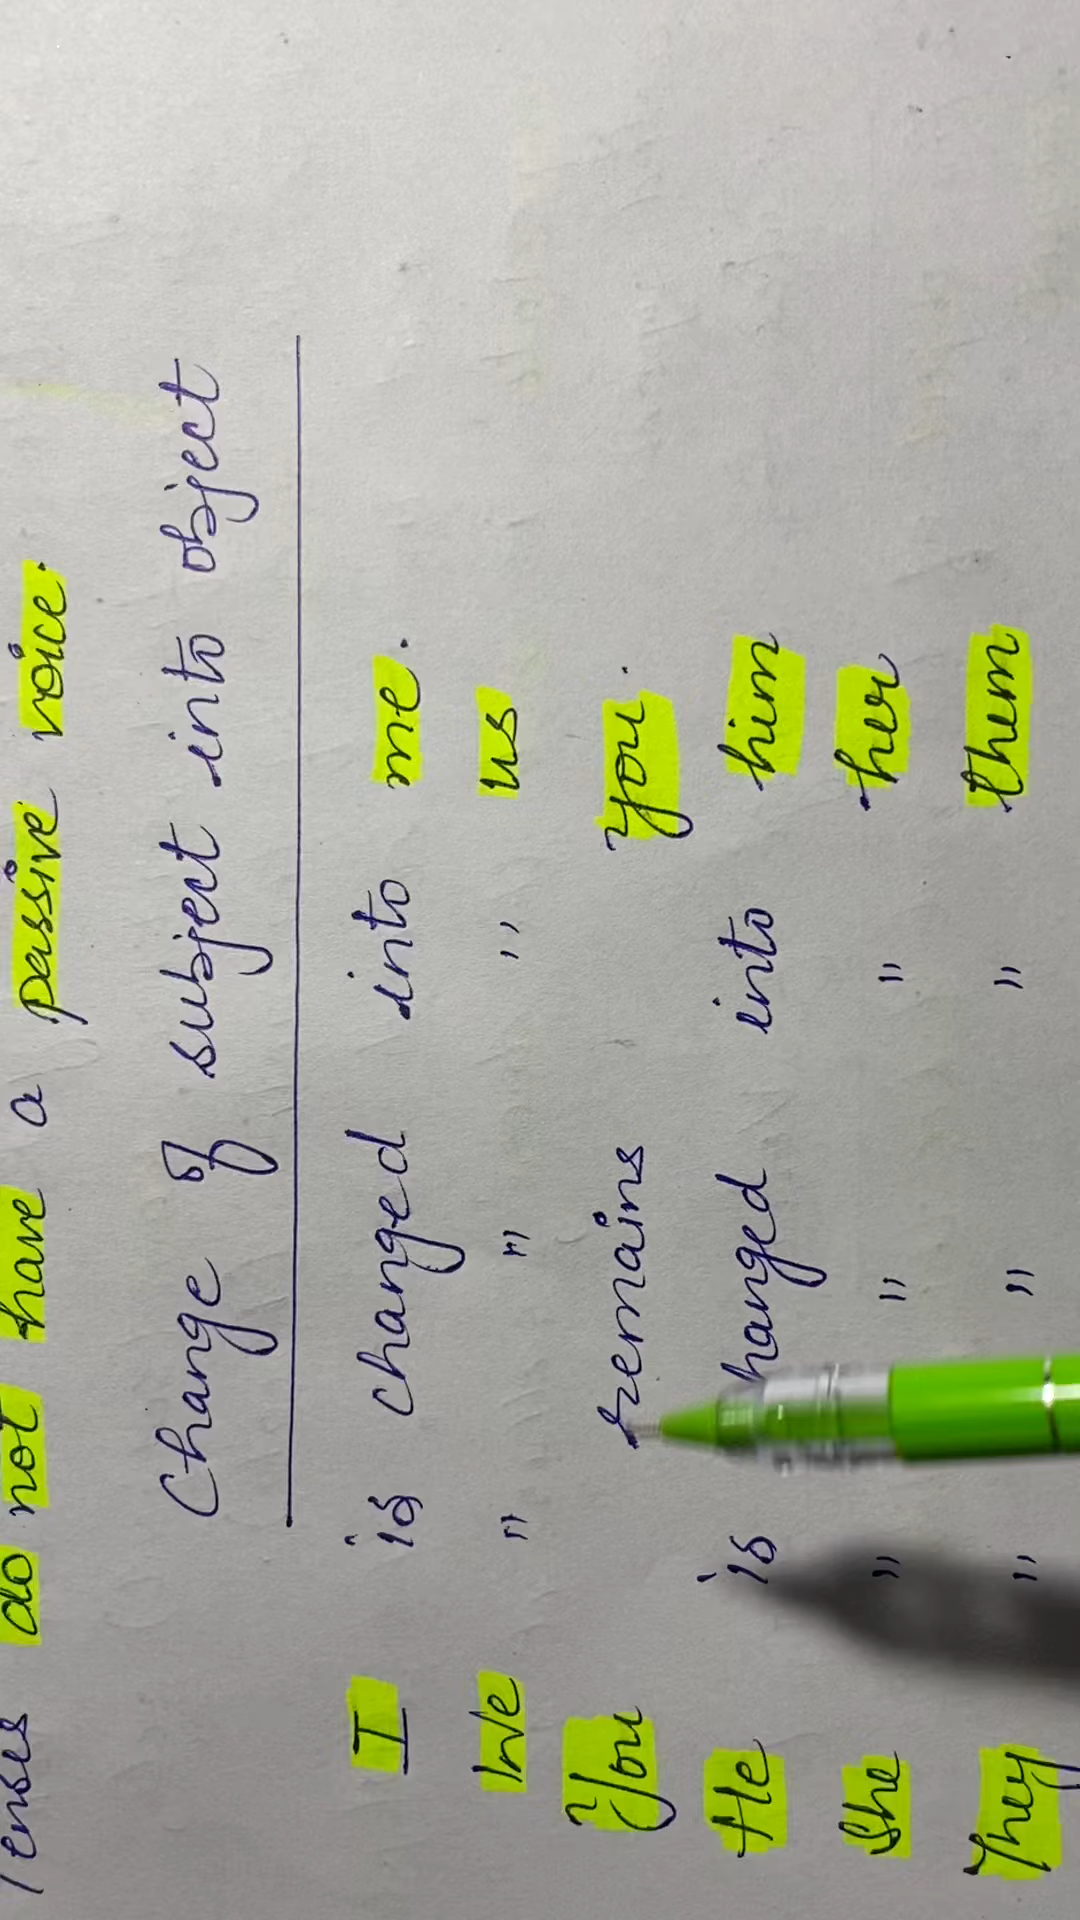 Tenses do not have a passive voice.
Change of subject into object
I is changed into me.
We " " " us
You remains you.
He is hanged into him
She " " " her
They " " " them